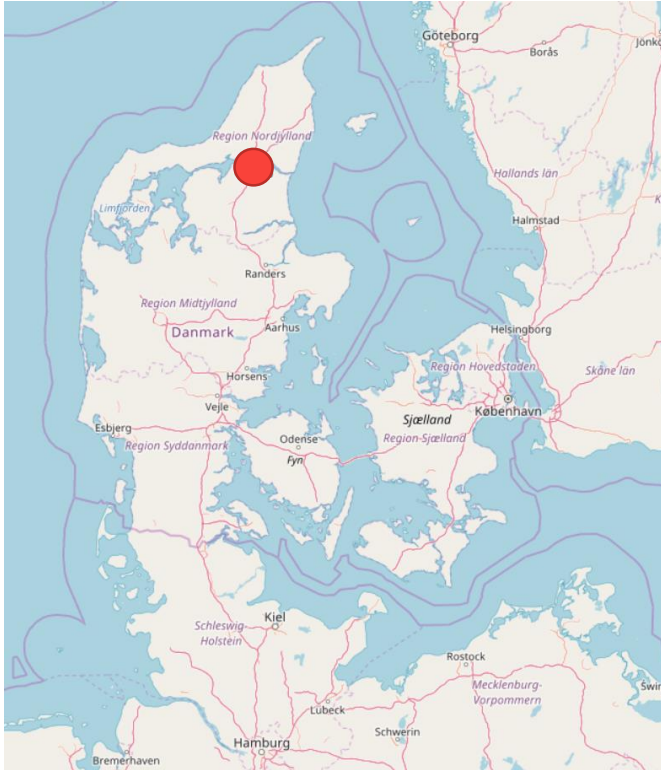 Göteborg
Borås
Jönkö
Region Nordjylland
Hallands län
Limfjorden
K
Halmstad
Randers
Region Midtjylland
Danmark
Aarhus
Helsingborg
Horsens
Region Hovedstaden
Skåne län
Vejle
København
Esbjerg
Sjælland
Odense
Region Sjælland
Region Syddanmark
Fyn
Kiel
Schleswig-
Holstein
Rostock
Mecklenburg-
Vorpommern
Świn
Lübeck
Schwerin
Hamburg
Bremerhaven